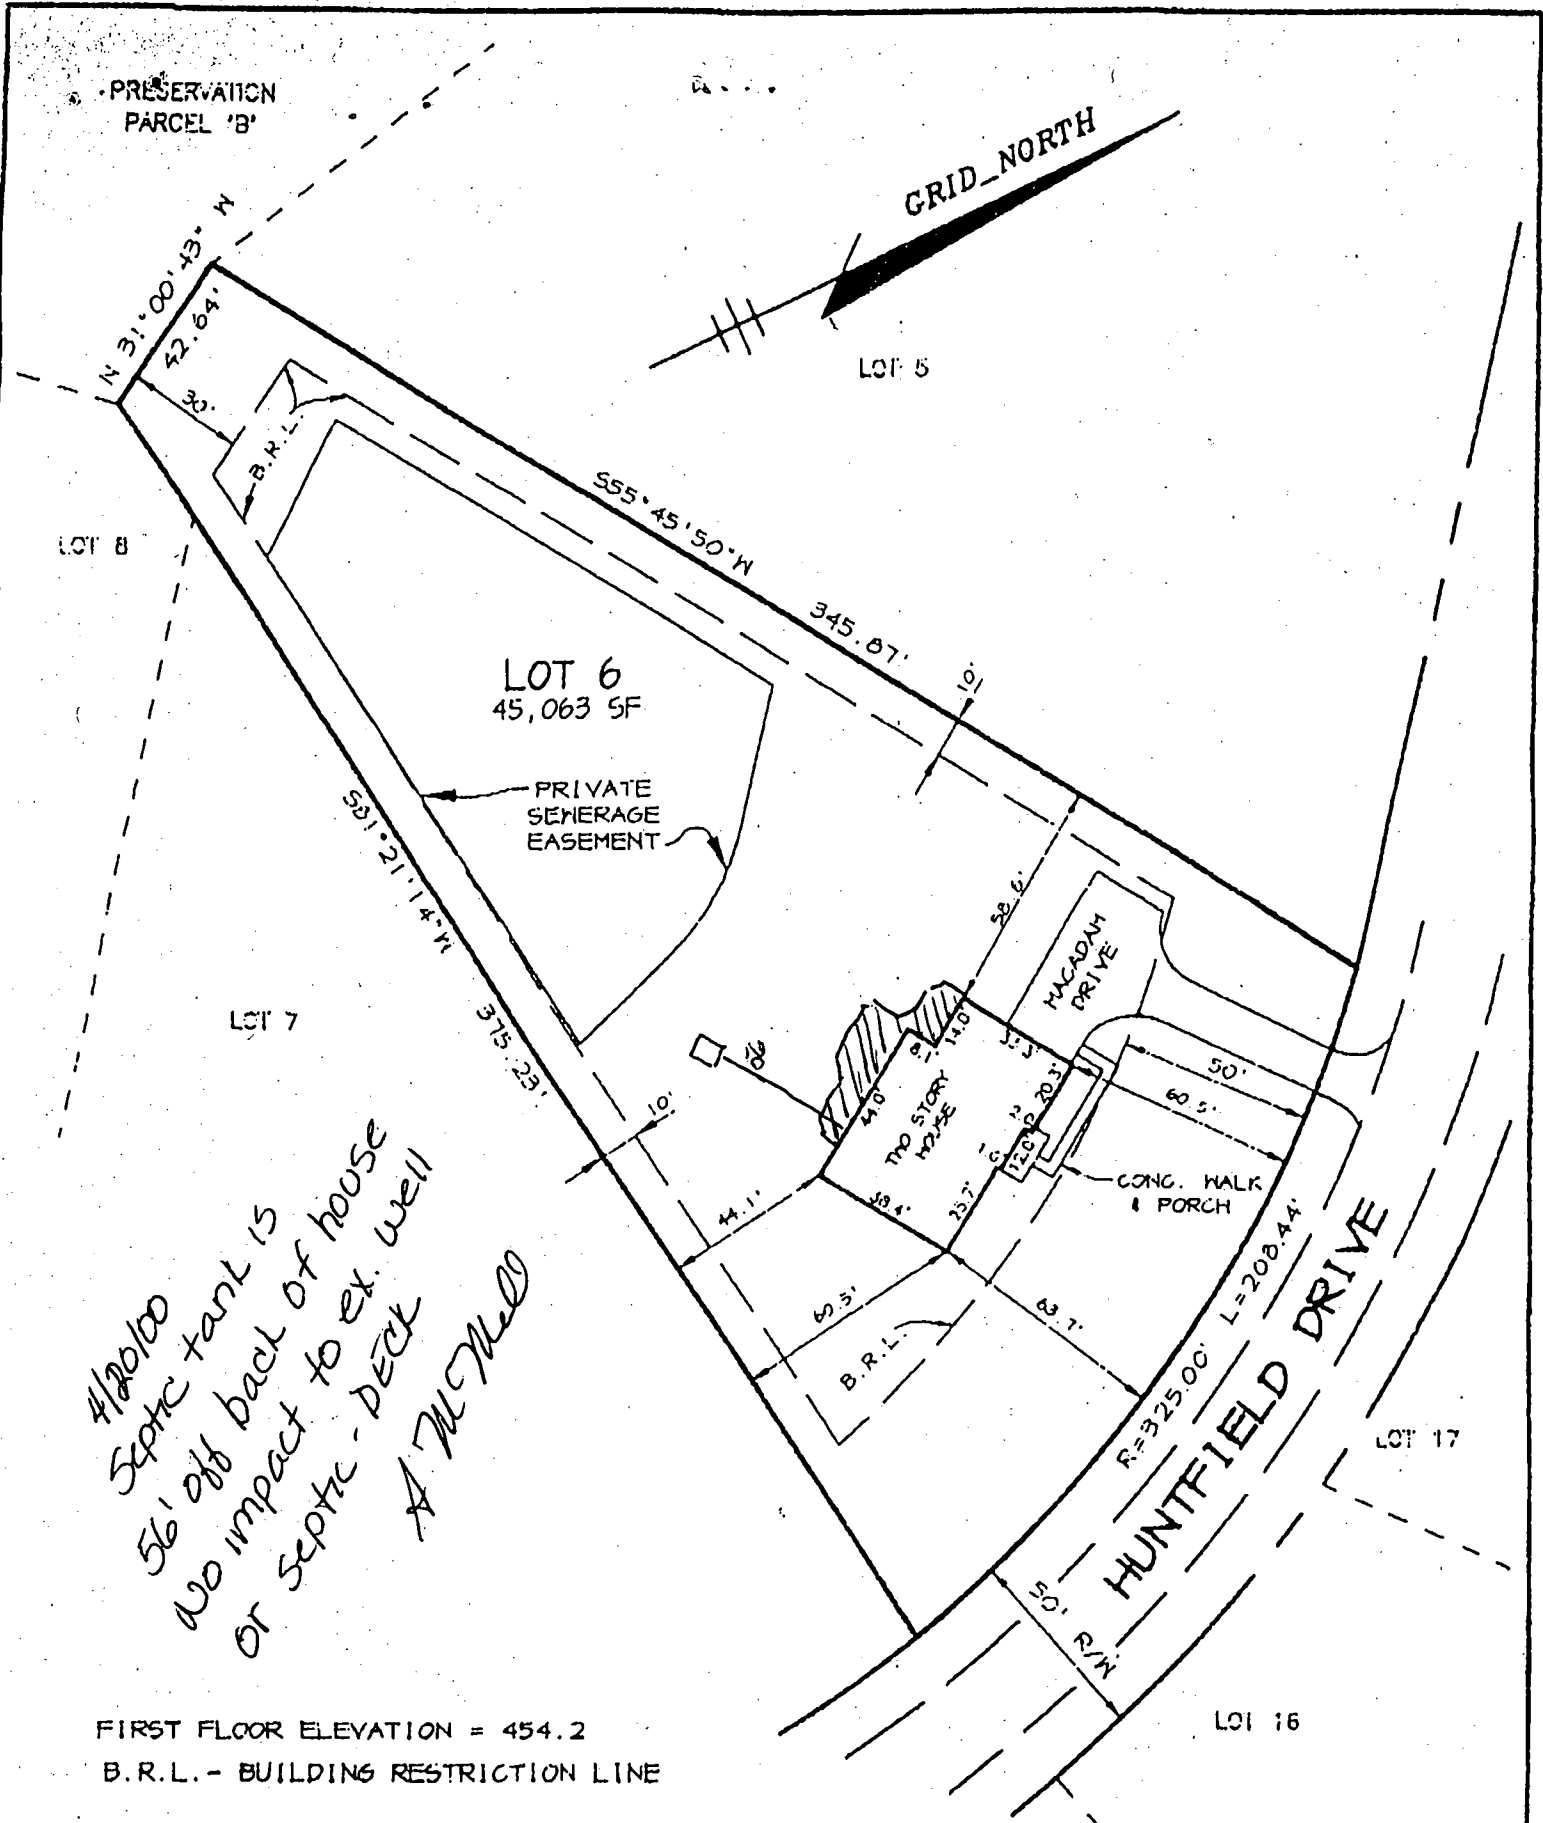 PRESERVATION
PARCEL 'B'
GRID_NORTH
N 31°00'43" W
42.64'
30'
B.R.L.
LOT 5
S55°45'50"W
345.87'
10'
LOT 8
LOT 6
45,063 SF
PRIVATE
SEWERAGE
EASEMENT
S81°21'14"W
375.23'
58.6'
MACADAM
DRIVE
LOT 7
56
14.0'
44.0'
TWO STORY
HOUSE
20.3'
12.0'
25.7'
38.4'
50'
60.5'
CONC. WALK
& PORCH
10'
44.1'
60.5'
63.7'
B.R.L.
R=325.00' L=208.44'
HUNTFIELD DRIVE
LOT 17
50' R/W
LOT 16
4/20/00
Septic tank is
56' off back of house
No impact to ex. well
or septic - DECK
A McNeill
FIRST FLOOR ELEVATION = 454.2
B.R.L. - BUILDING RESTRICTION LINE